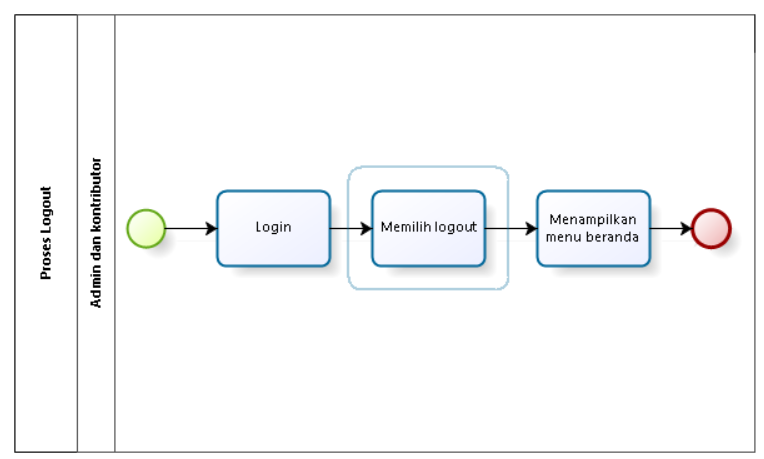 Proses Logout
Admin dan kontributor
Login
Memilih logout
Menampilkan
menu beranda